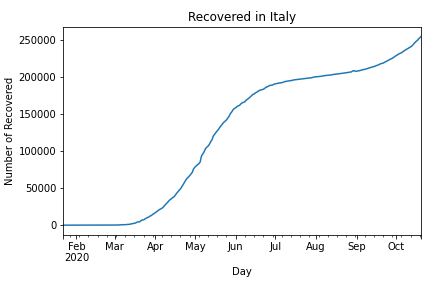 Recovered in Italy
Number of Recovered
250000
200000
150000
100000
50000
0
Feb Mar Apr May Jun Jul Aug Sep Oct
2020
Day